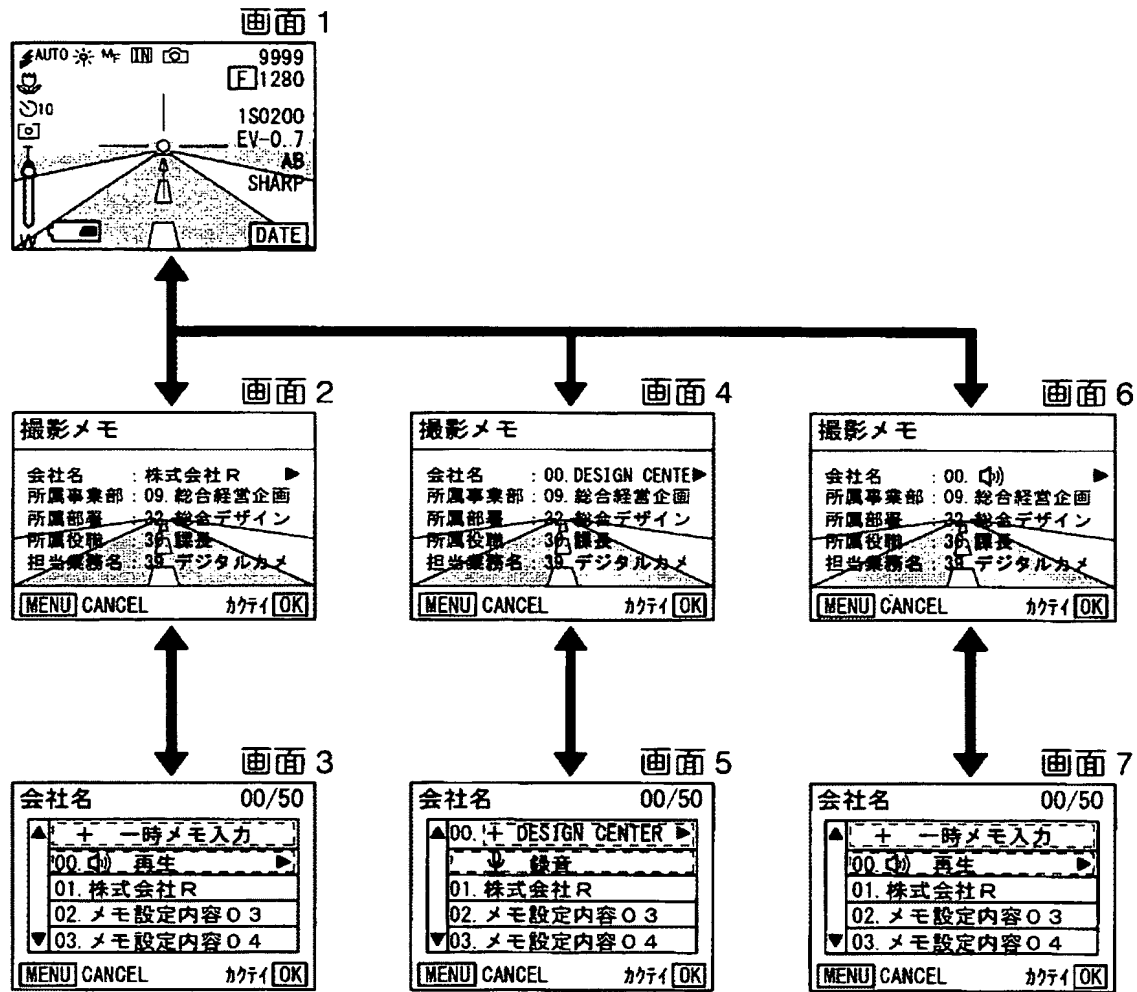 画面 1
AUTO MF IN 9999
F 1280
10
ISO200
EV-0.7
AB
SHARP
W
DATE
画面 2
撮影メモ
会社名 : 株式会社R ▶
所属事業部 : 09. 総合経営企画
所属部署 : 32 総合デザイン
所属役職 : 36 課長
担当業務名 : 39 デジタルカメ
MENU CANCEL カクテイ OK
画面 4
撮影メモ
会社名 : 00. DESIGN CENTE▶
所属事業部 : 09. 総合経営企画
所属部署 : 32 総合デザイン
所属役職 : 36 課長
担当業務名 : 39 デジタルカメ
MENU CANCEL カクテイ OK
画面 6
撮影メモ
会社名 : 00. ▶
所属事業部 : 09. 総合経営企画
所属部署 : 32 総合デザイン
所属役職 : 36 課長
担当業務名 : 39 デジタルカメ
MENU CANCEL カクテイ OK
画面 3
会社名 00/50
▲ + 一時メモ入力
00. 再生 ▶
01. 株式会社R
02. メモ設定内容03
▼ 03. メモ設定内容04
MENU CANCEL カクテイ OK
画面 5
会社名 00/50
▲ 00. + DESIGN CENTER ▶
録音
01. 株式会社R
02. メモ設定内容03
▼ 03. メモ設定内容04
MENU CANCEL カクテイ OK
画面 7
会社名 00/50
▲ + 一時メモ入力
00. 再生 ▶
01. 株式会社R
02. メモ設定内容03
▼ 03. メモ設定内容04
MENU CANCEL カクテイ OK